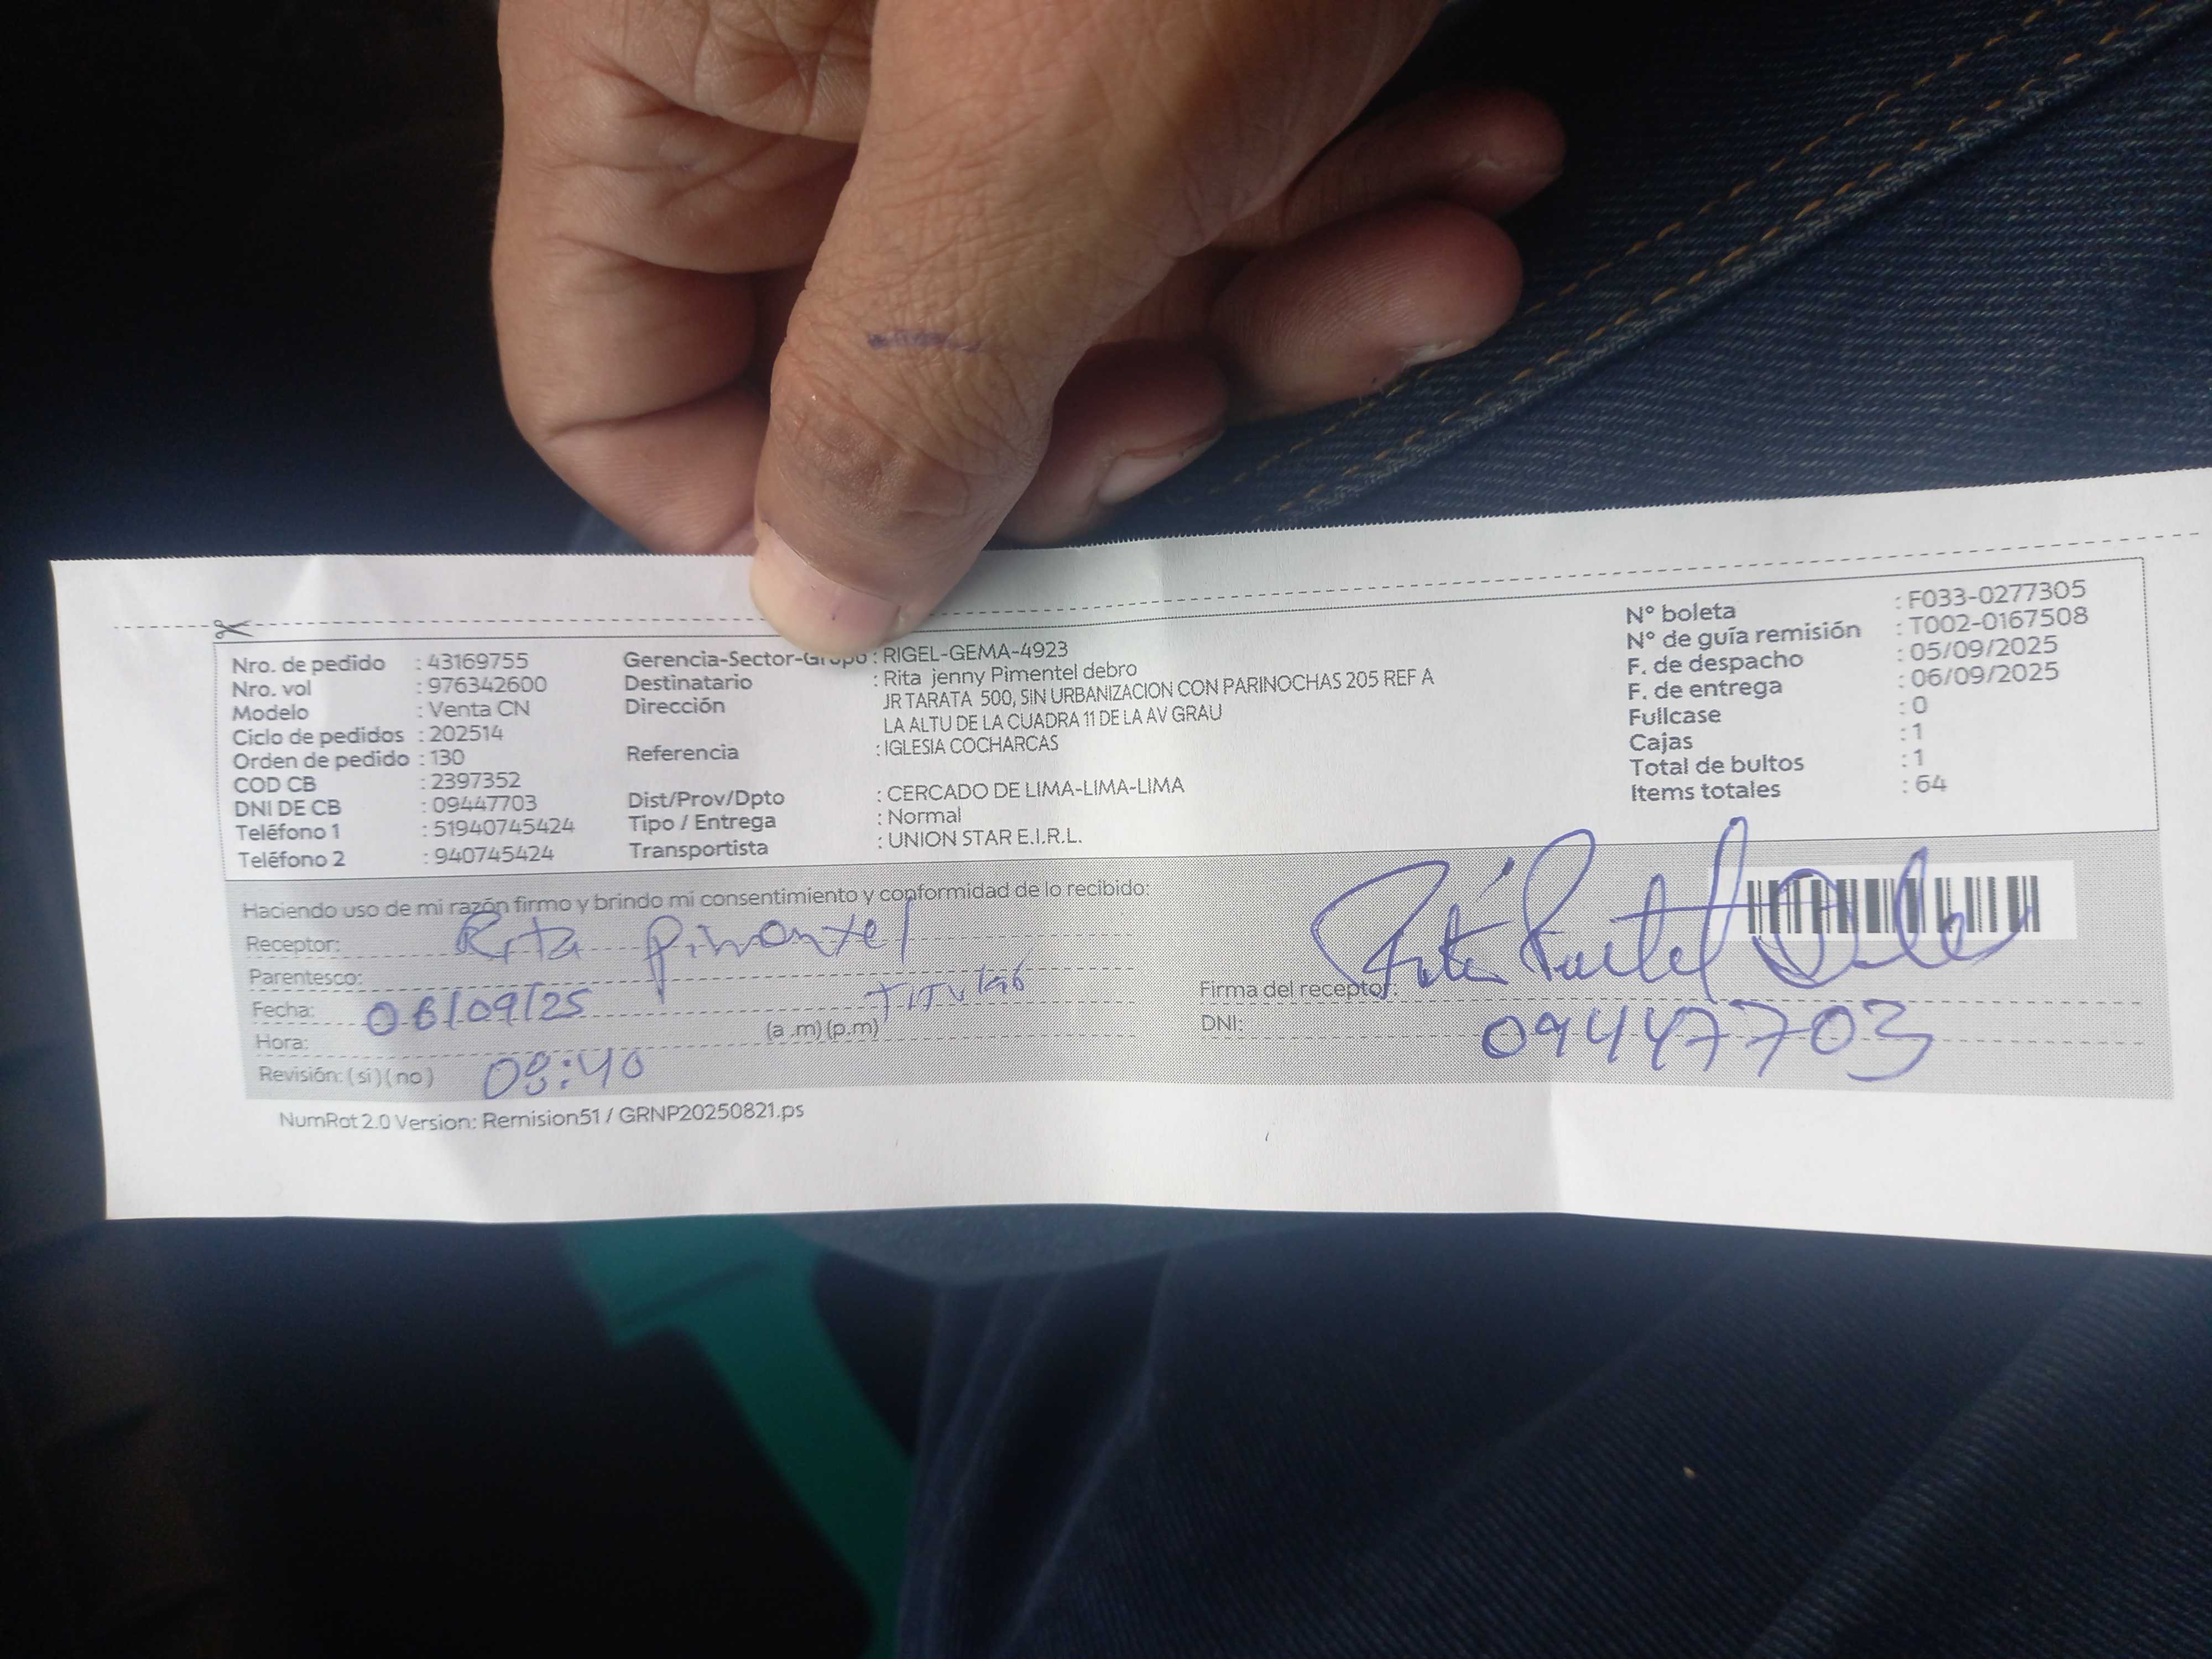 Nro. de pedido : 43169755
Nro. vol : 976342600
Modelo : Venta CN
Ciclo de pedidos : 202514
Orden de pedido : 130
COD CB : 2397352
DNI DE CB : 09447703
Teléfono 1 : 51940745424
Teléfono 2 : 940745424
Gerencia-Sector-Grupo : RIGEL-GEMA-4923
Destinatario : Rita jenny Pimentel debro
Dirección JR TARATA 500, SIN URBANIZACION CON PARINOCHAS 205 REF A
LA ALTU DE LA CUADRA 11 DE LA AV GRAU
Referencia : IGLESIA COCHARCAS
Dist/Prov/Dpto : CERCADO DE LIMA-LIMA-LIMA
Tipo / Entrega : Normal
Transportista : UNION STAR E.I.R.L.
N° boleta : F033-0277305
N° de guía remisión : T002-0167508
F. de despacho : 05/09/2025
F. de entrega : 06/09/2025
Fullcase : 0
Cajas : 1
Total de bultos : 1
Items totales : 64
Haciendo uso de mi razón firmo y brindo mi consentimiento y conformidad de lo recibido:
Receptor: Rita Pimentel
Parentesco: Titular
Fecha: 06/09/25
Hora: (a .m) (p.m)
Revisión: ( si ) ( no ) 08:40
Firma del receptor:
DNI: 09447703
NumRot 2.0 Version: Remision51 / GRNP20250821.ps